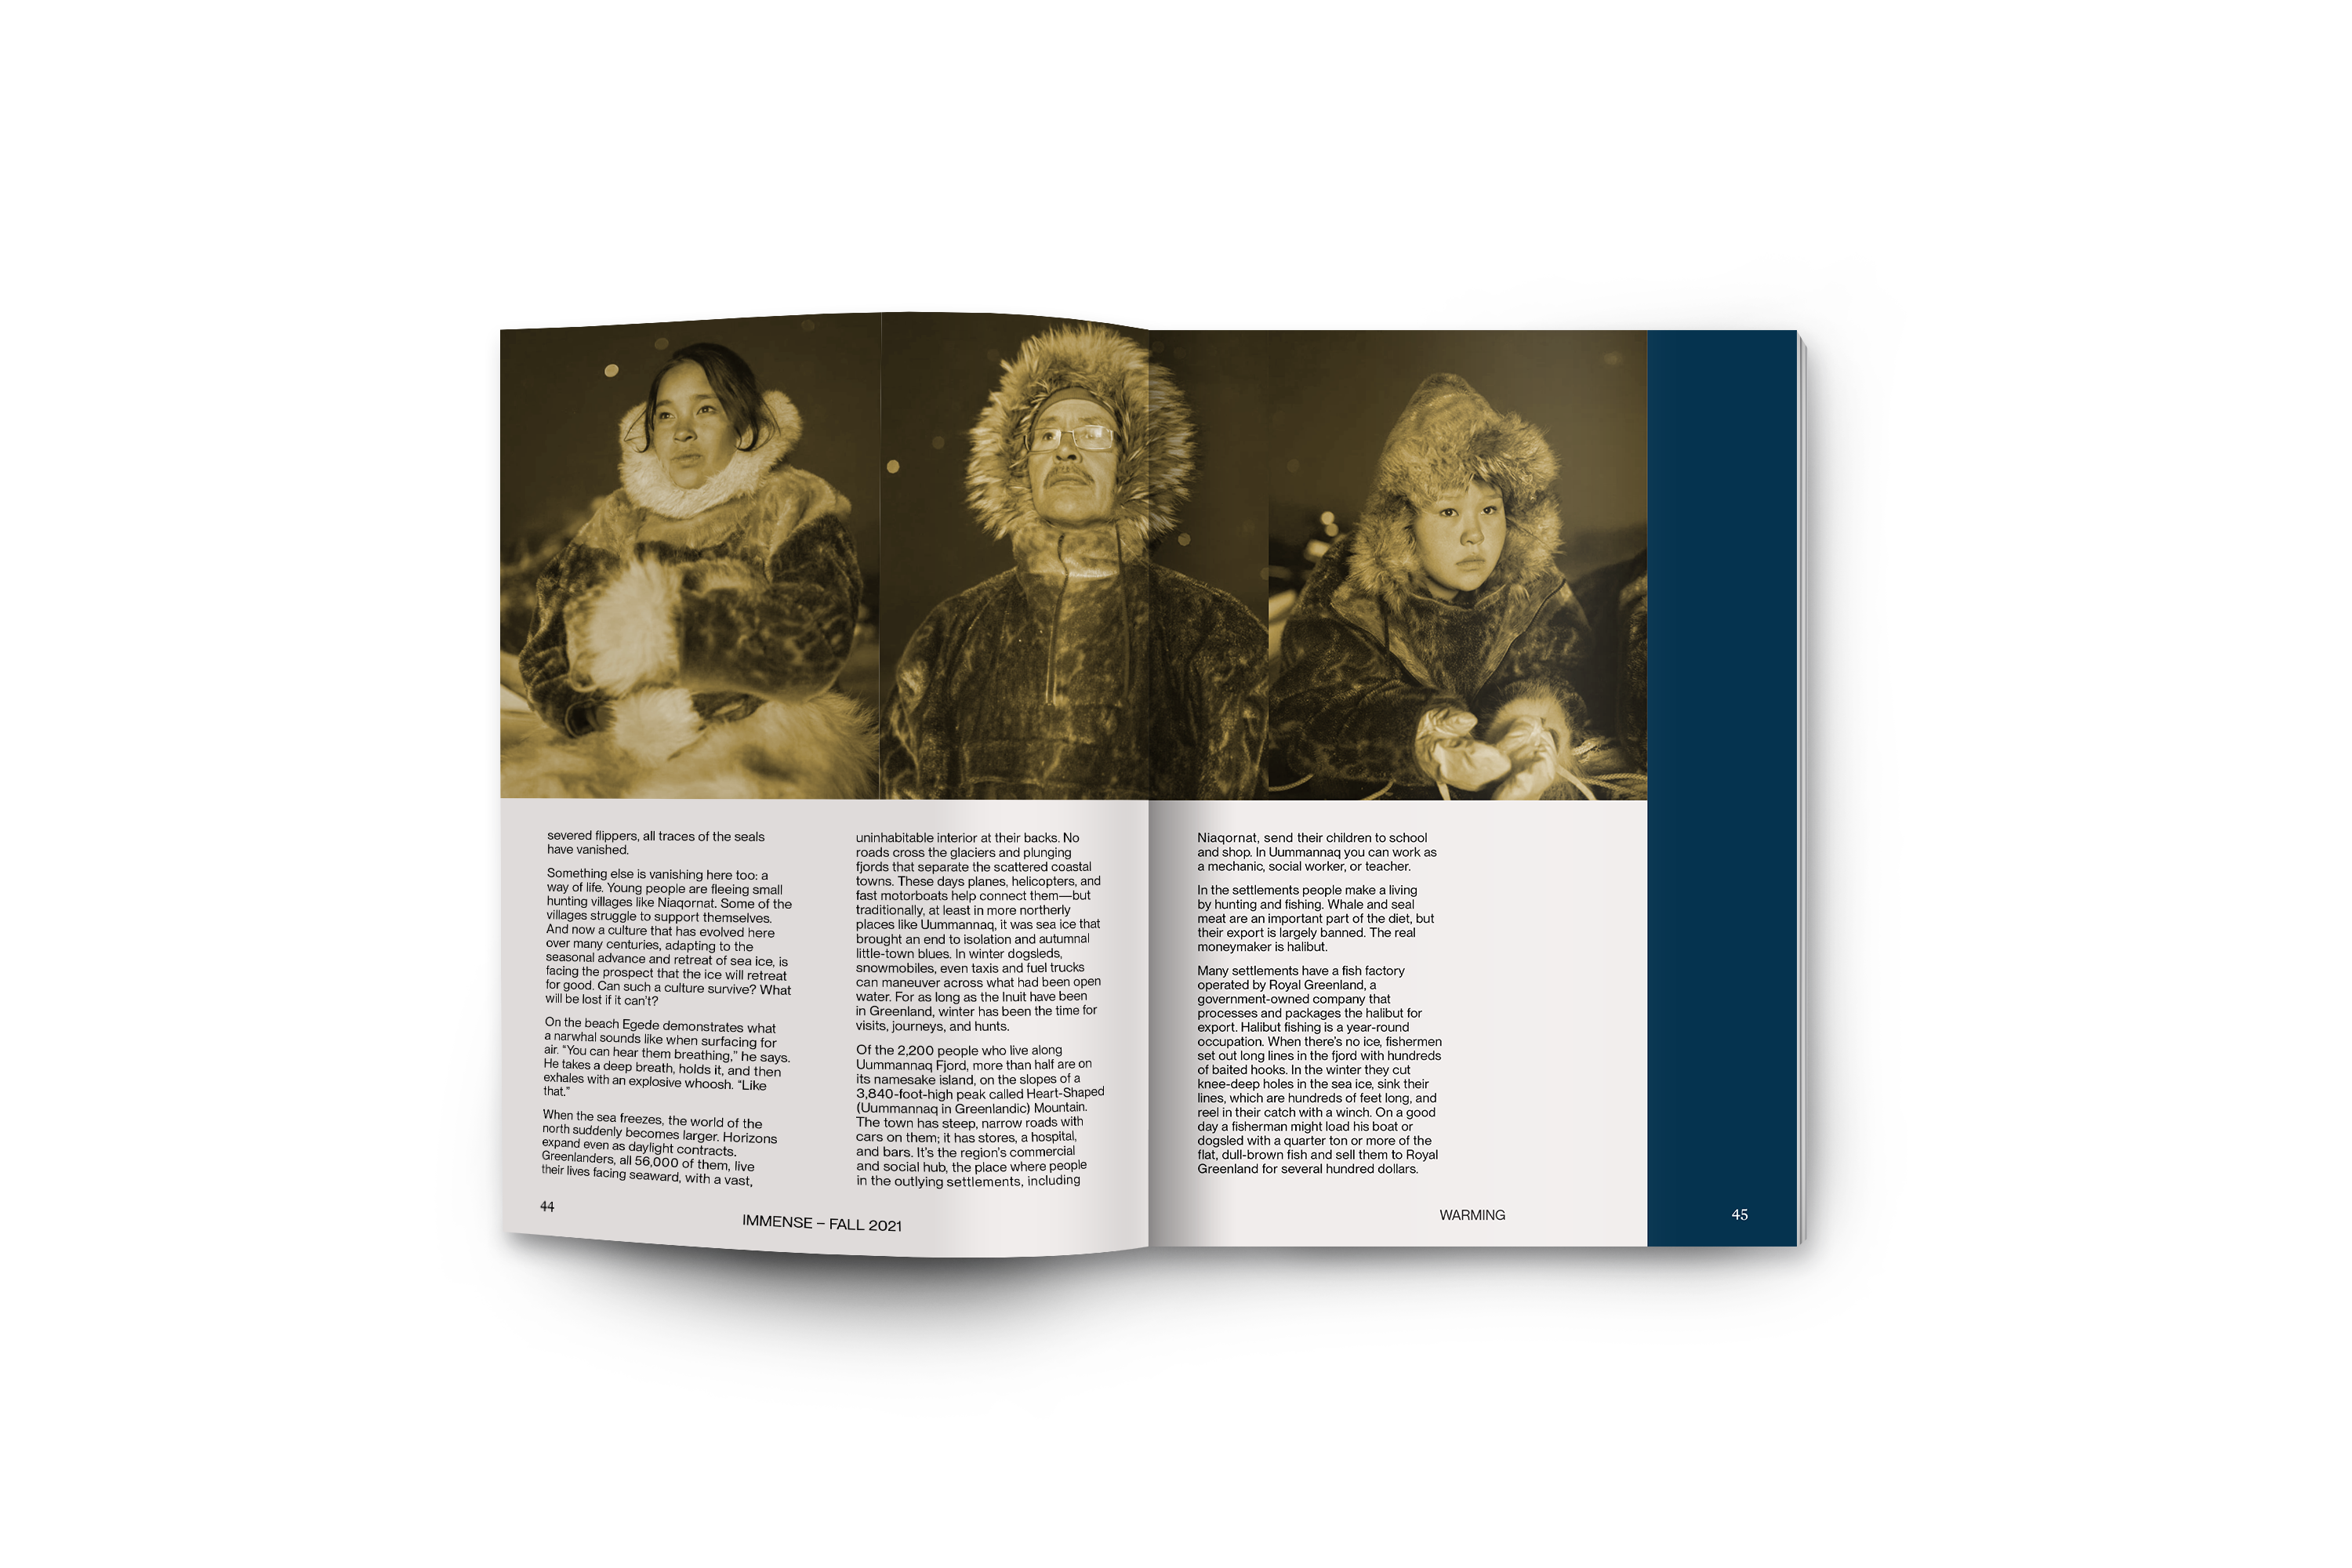 severed flippers, all traces of the seals
have vanished.
Something else is vanishing here too: a
way of life. Young people are fleeing small
hunting villages like Niaqornat. Some of the
villages struggle to support themselves.
And now a culture that has evolved here
over many centuries, adapting to the
seasonal advance and retreat of sea ice, is
facing the prospect that the ice will retreat
for good. Can such a culture survive? What
will be lost if it can't?
On the beach Egede demonstrates what
a narwhal sounds like when surfacing for
air. “You can hear them breathing,” he says.
He takes a deep breath, holds it, and then
exhales with an explosive whoosh. “Like
that.”
When the sea freezes, the world of the
north suddenly becomes larger. Horizons
expand even as daylight contracts.
Greenlanders, all 56,000 of them, live
their lives facing seaward, with a vast,
44
IMMENSE – FALL 2021
uninhabitable interior at their backs. No
roads cross the glaciers and plunging
fjords that separate the scattered coastal
towns. These days planes, helicopters, and
fast motorboats help connect them—but
traditionally, at least in more northerly
places like Uummannaq, it was sea ice that
brought an end to isolation and autumnal
little-town blues. In winter dogsleds,
snowmobiles, even taxis and fuel trucks
can maneuver across what had been open
water. For as long as the Inuit have been
in Greenland, winter has been the time for
visits, journeys, and hunts.
Of the 2,200 people who live along
Uummannaq Fjord, more than half are on
its namesake island, on the slopes of a
3,840-foot-high peak called Heart-Shaped
(Uummannaq in Greenlandic) Mountain.
The town has steep, narrow roads with
cars on them; it has stores, a hospital,
and bars. It's the region's commercial
and social hub, the place where people
in the outlying settlements, including
Niaqornat, send their children to school
and shop. In Uummannaq you can work as
a mechanic, social worker, or teacher.
In the settlements people make a living
by hunting and fishing. Whale and seal
meat are an important part of the diet, but
their export is largely banned. The real
moneymaker is halibut.
Many settlements have a fish factory
operated by Royal Greenland, a
government-owned company that
processes and packages the halibut for
export. Halibut fishing is a year-round
occupation. When there's no ice, fishermen
set out long lines in the fjord with hundreds
of baited hooks. In the winter they cut
knee-deep holes in the sea ice, sink their
lines, which are hundreds of feet long, and
reel in their catch with a winch. On a good
day a fisherman might load his boat or
dogsled with a quarter ton or more of the
flat, dull-brown fish and sell them to Royal
Greenland for several hundred dollars.
WARMING
45